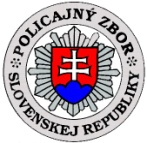 POLICAJNÝ ZBOR
SLOVENSKEJ REPUBLIKY